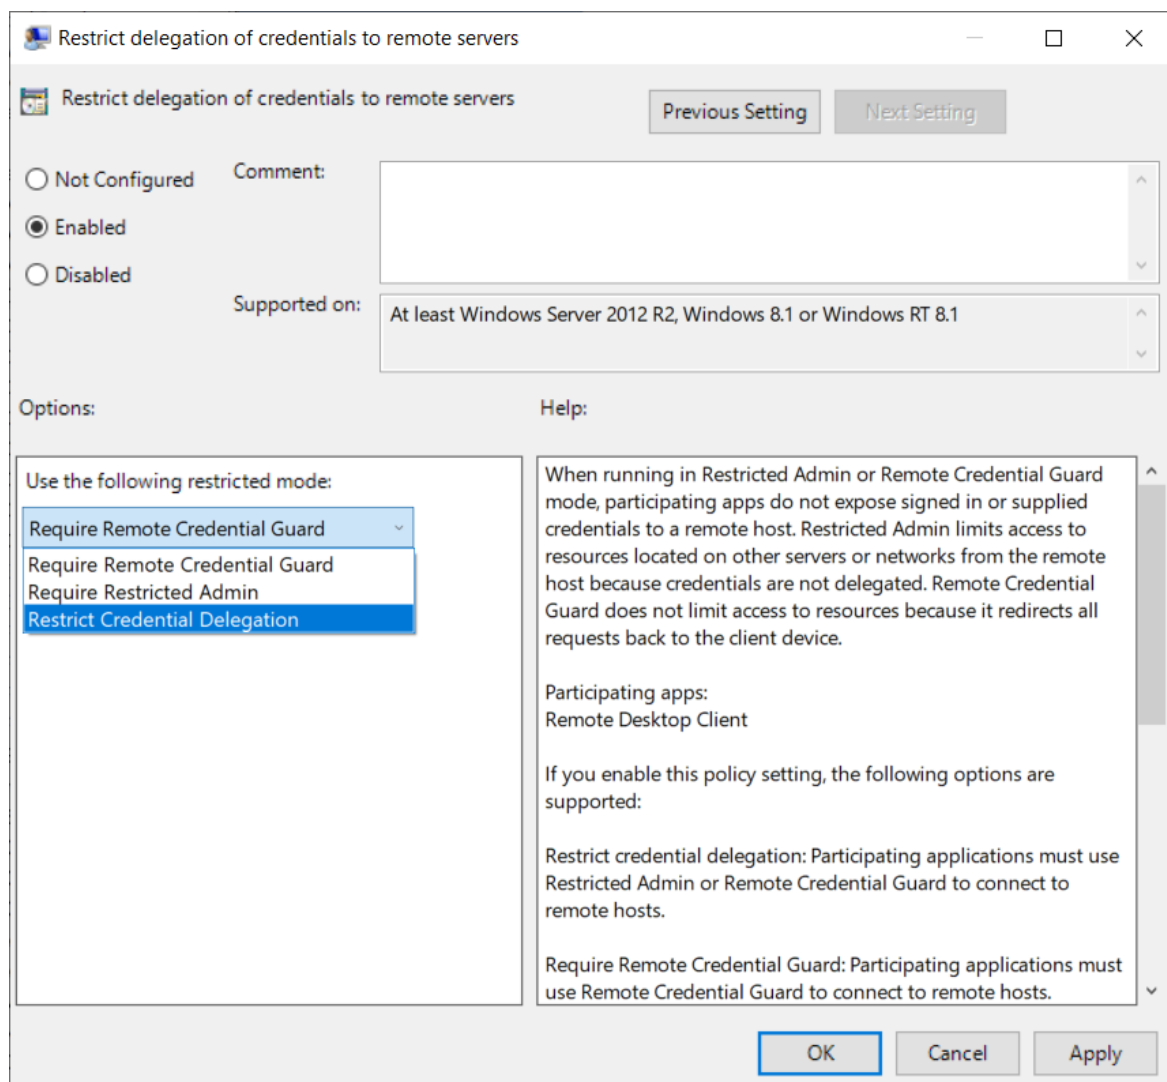 Restrict delegation of credentials to remote servers
Restrict delegation of credentials to remote servers
Previous Setting
Next Setting
Not Configured
Enabled
Disabled
Comment:
Supported on:
At least Windows Server 2012 R2, Windows 8.1 or Windows RT 8.1
Options:
Help:
Use the following restricted mode:
Require Remote Credential Guard
Require Remote Credential Guard
Require Restricted Admin
Restrict Credential Delegation
When running in Restricted Admin or Remote Credential Guard
mode, participating apps do not expose signed in or supplied
credentials to a remote host. Restricted Admin limits access to
resources located on other servers or networks from the remote
host because credentials are not delegated. Remote Credential
Guard does not limit access to resources because it redirects all
requests back to the client device.
Participating apps:
Remote Desktop Client
If you enable this policy setting, the following options are
supported:
Restrict credential delegation: Participating applications must use
Restricted Admin or Remote Credential Guard to connect to
remote hosts.
Require Remote Credential Guard: Participating applications must
use Remote Credential Guard to connect to remote hosts.
OK
Cancel
Apply